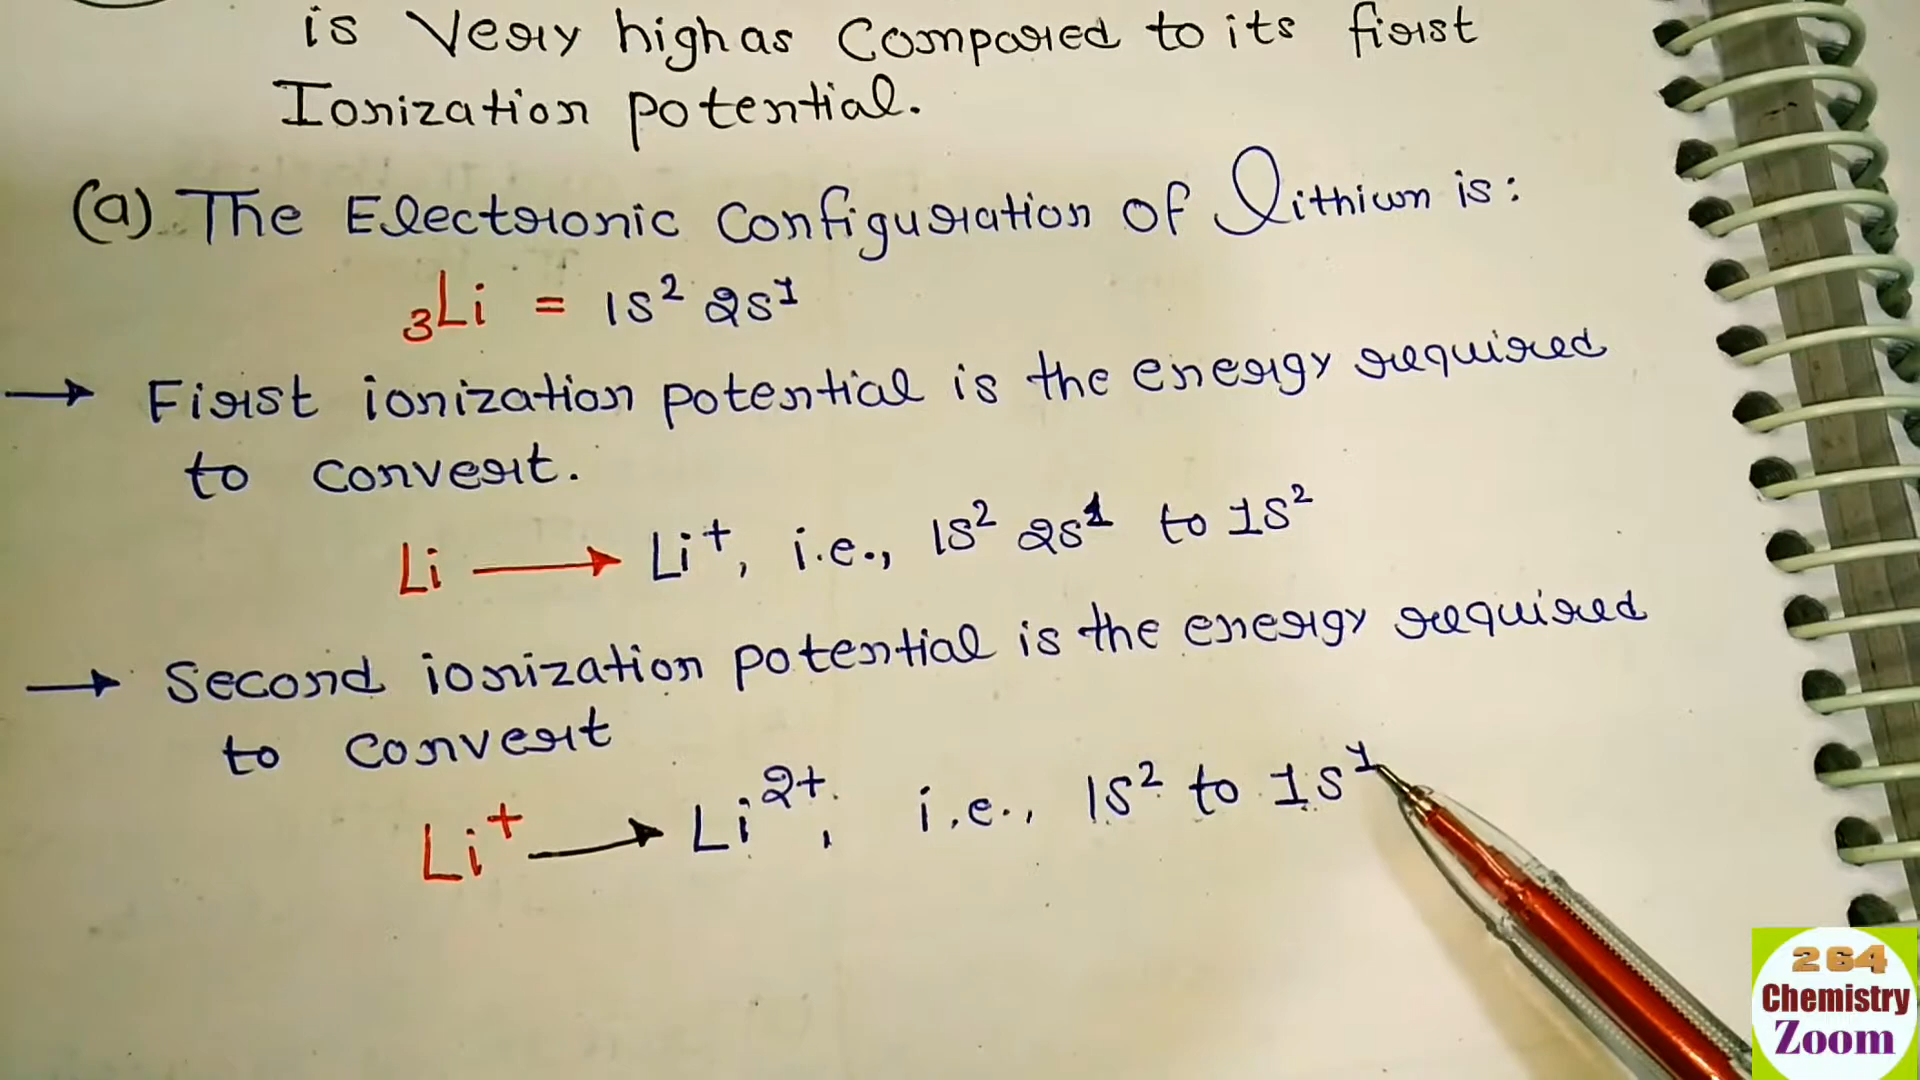 is very high as compared to its first
Ionization potential.
(a) The Electronic Configuration of Lithium is:
₃Li = 1s² 2s¹
→ First ionization potential is the energy required
to convert.
Li → Li⁺, i.e., 1s² 2s¹ to 1s²
→ Second ionization potential is the energy required
to convert
Li⁺ → Li²⁺, i.e., 1s² to 1s¹
264
Chemistry
Zoom